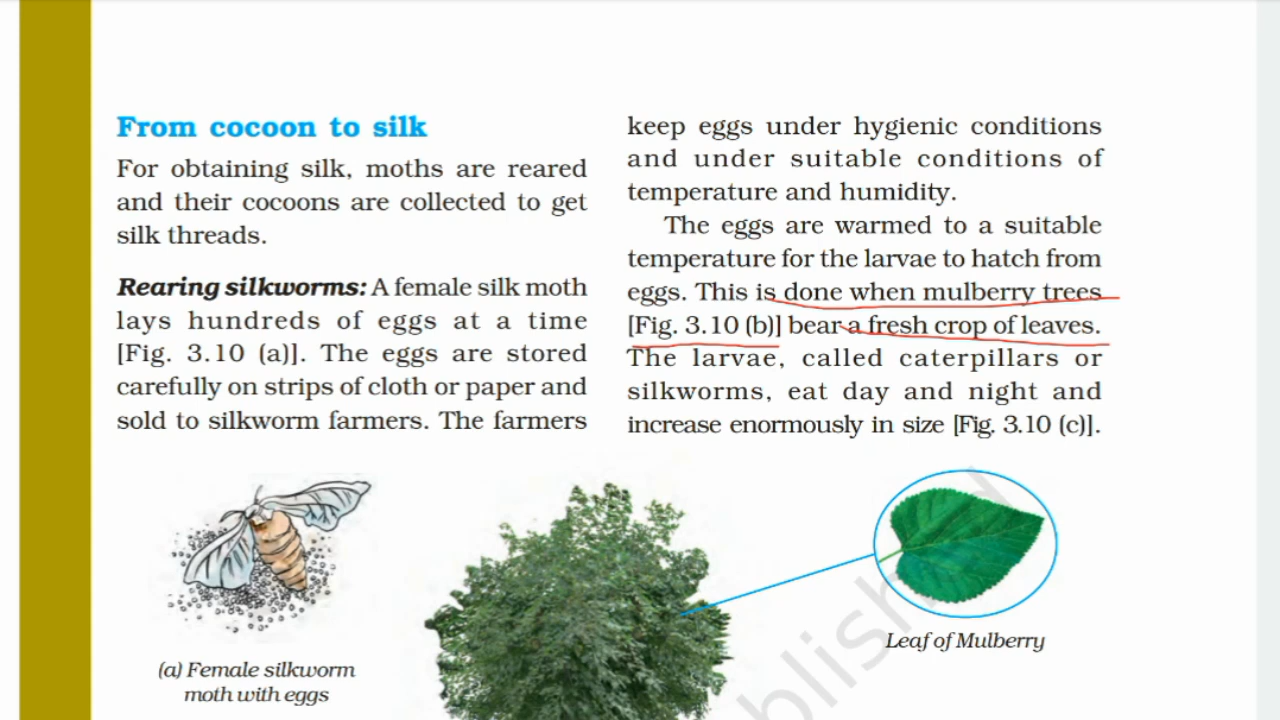 From cocoon to silk
For obtaining silk, moths are reared
and their cocoons are collected to get
silk threads.
Rearing silkworms: A female silk moth
lays hundreds of eggs at a time
[Fig. 3.10 (a)]. The eggs are stored
carefully on strips of cloth or paper and
sold to silkworm farmers. The farmers
keep eggs under hygienic conditions
and under suitable conditions of
temperature and humidity.
The eggs are warmed to a suitable
temperature for the larvae to hatch from
eggs. This is done when mulberry trees
[Fig. 3.10 (b)] bear a fresh crop of leaves.
The larvae, called caterpillars or
silkworms, eat day and night and
increase enormously in size [Fig. 3.10 (c)].
(a) Female silkworm
moth with eggs
Leaf of Mulberry